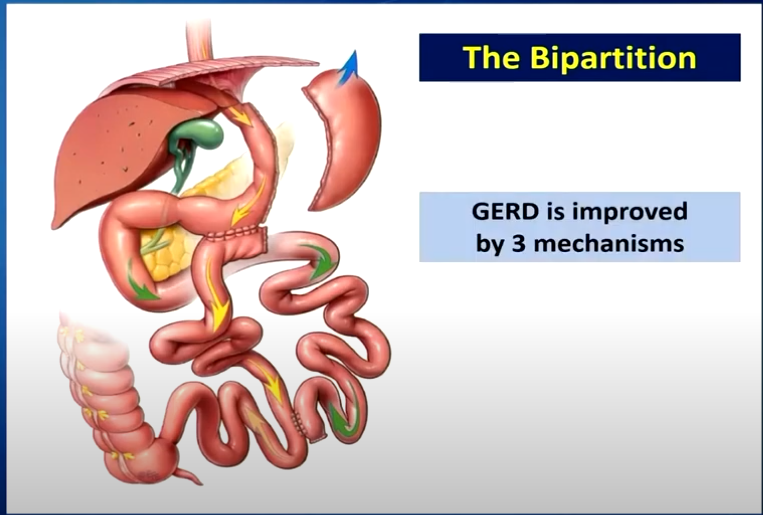 The Bipartition
GERD is improved
by 3 mechanisms